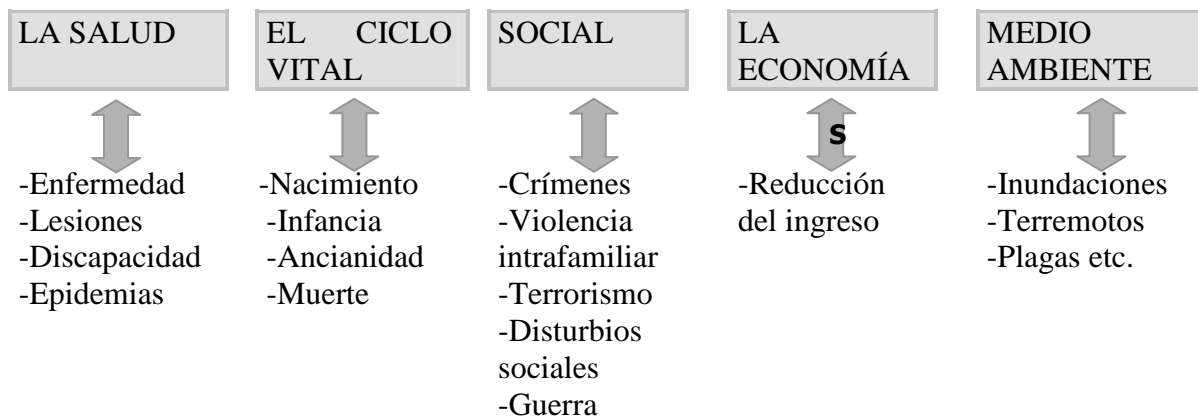 LA SALUD
EL CICLO
VITAL
SOCIAL
LA
ECONOMÍA
MEDIO
AMBIENTE
S
-Enfermedad
-Lesiones
-Discapacidad
-Epidemias
-Nacimiento
-Infancia
-Ancianidad
-Muerte
-Crímenes
-Violencia
intrafamiliar
-Terrorismo
-Disturbios
sociales
-Guerra
-Reducción
del ingreso
-Inundaciones
-Terremotos
-Plagas etc.